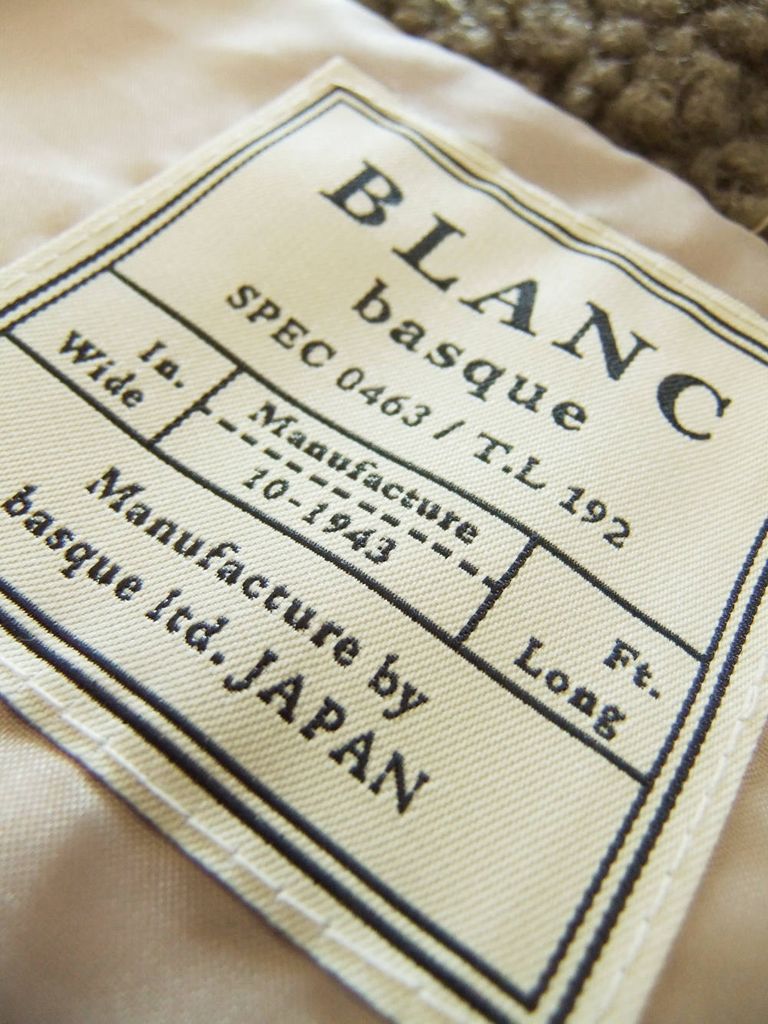 BLANC
basque
SPEC 0463 / T.L 192
In.
Wide
Manufacture
10-1943
Ft.
Long
Manufacture by
basque ltd. JAPAN